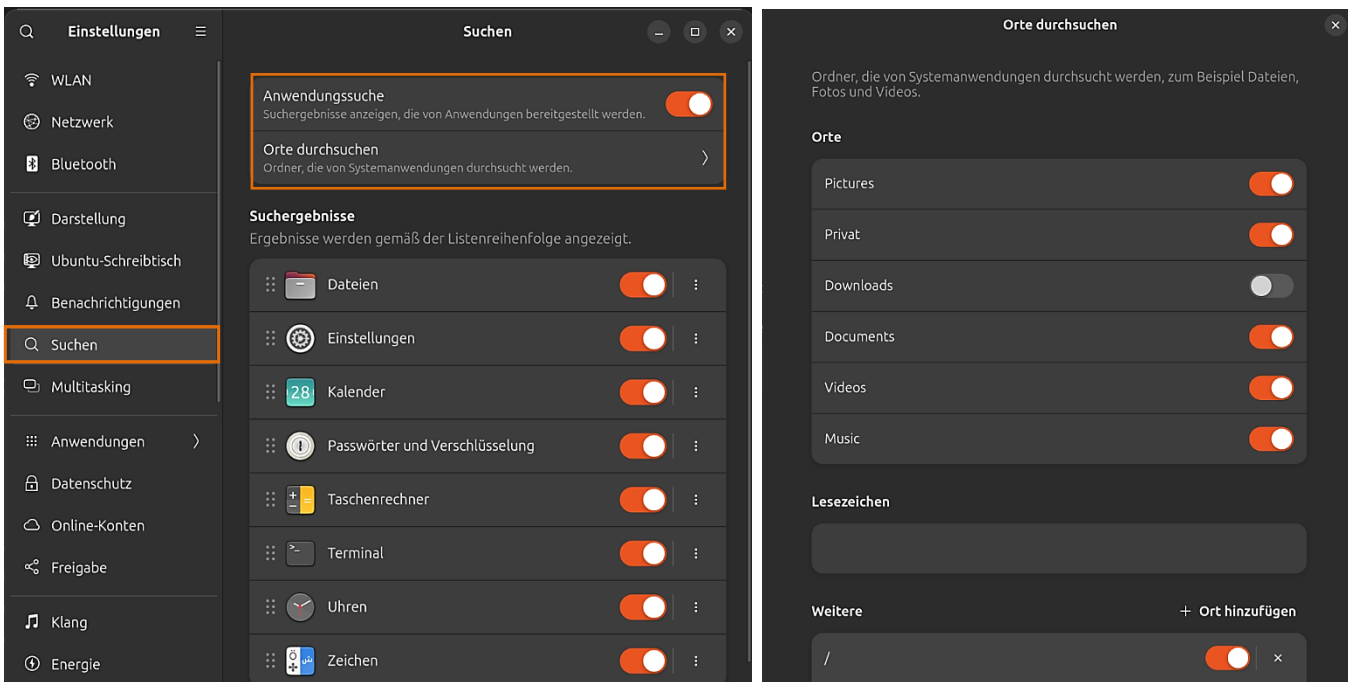 Einstellungen
WLAN
Netzwerk
Bluetooth
Darstellung
Ubuntu-Schreibtisch
Benachrichtigungen
Suchen
Multitasking
Anwendungen
Datenschutz
Online-Konten
Freigabe
Klang
Energie
Suchen
Anwendungssuche
Suchergebnisse anzeigen, die von Anwendungen bereitgestellt werden.
Orte durchsuchen
Ordner, die von Systemanwendungen durchsucht werden.
Suchergebnisse
Ergebnisse werden gemäß der Listenreihenfolge angezeigt.
Dateien
Einstellungen
28 Kalender
Passwörter und Verschlüsselung
Taschenrechner
Terminal
Uhren
Zeichen
Orte durchsuchen
Ordner, die von Systemanwendungen durchsucht werden, zum Beispiel Dateien,
Fotos und Videos.
Orte
Pictures
Privat
Downloads
Documents
Videos
Music
Lesezeichen
Weitere
+ Ort hinzufügen
/